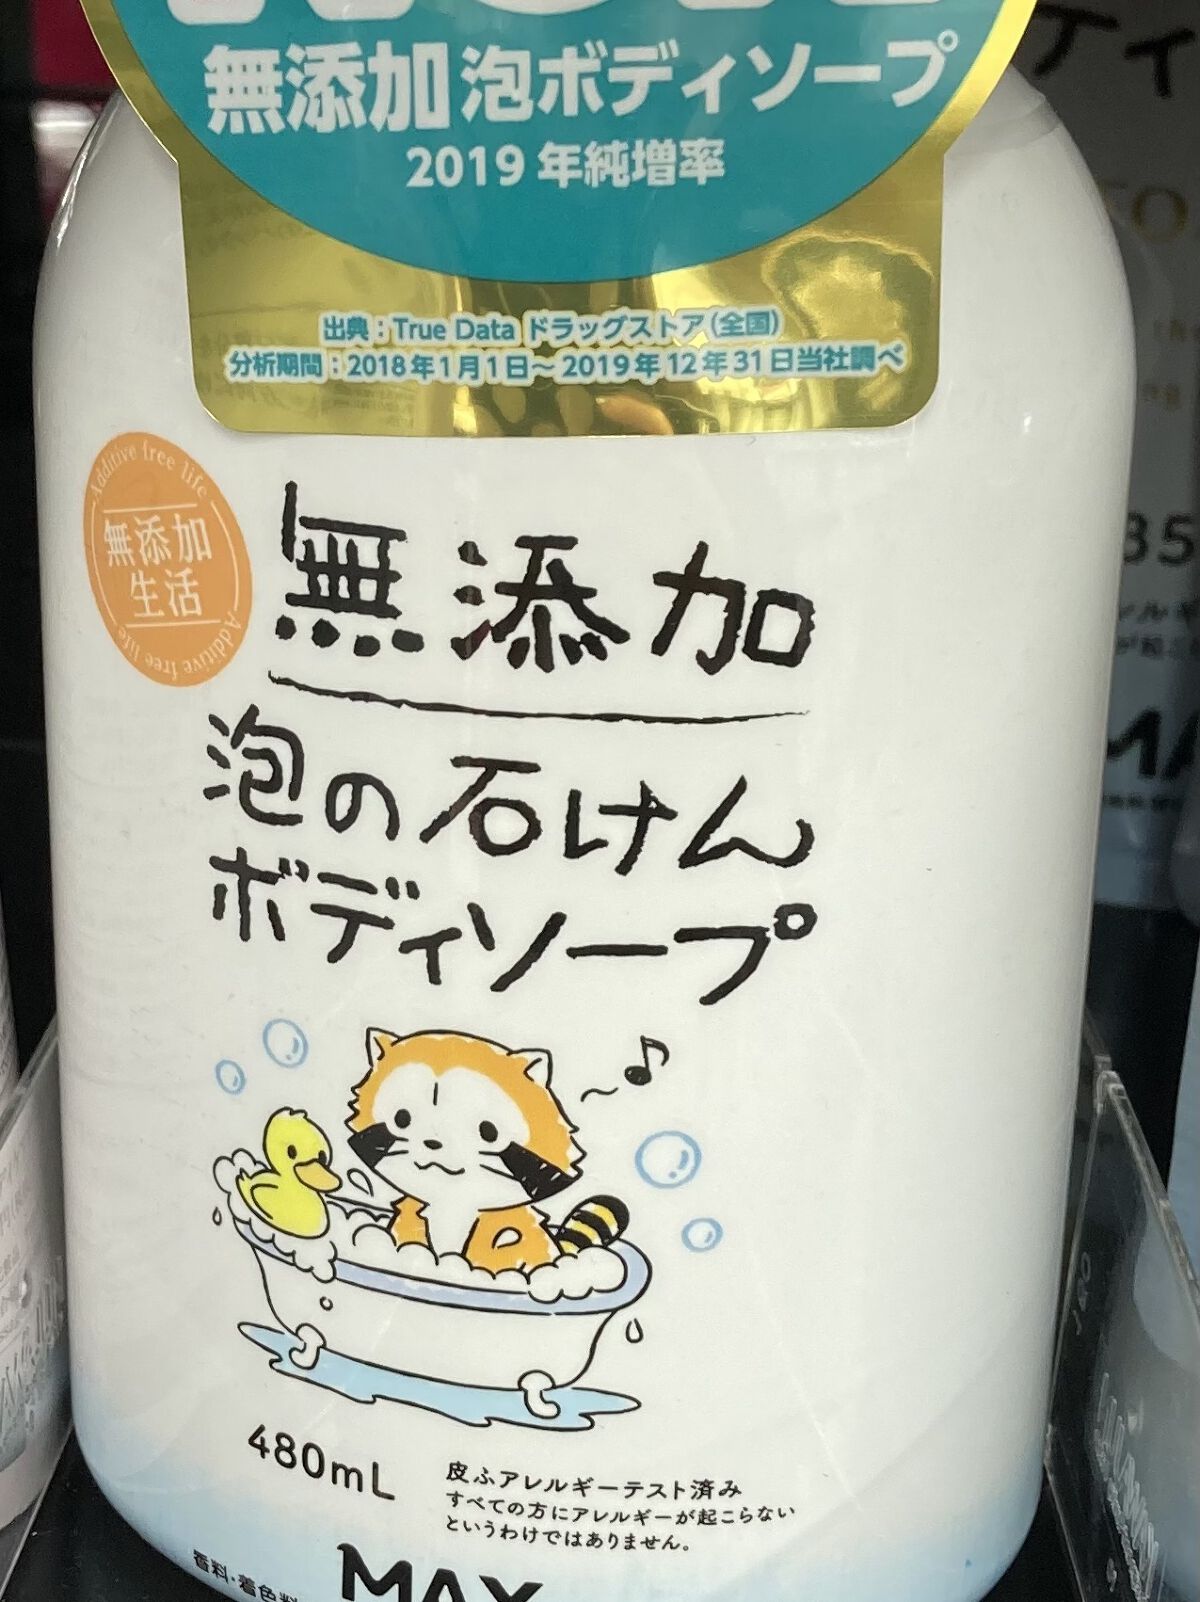 無添加 泡ボディソープ
2019 年純増率
出典：True Data ドラッグストア（全国）
分析期間：2018年1月1日〜2019年12年31日当社調べ
Additive free life
無添加
生活
Additive free life
無添加
泡の石けん
ボディソープ
480mL
皮ふアレルギーテスト済み
すべての方にアレルギーが起こらない
というわけではありません。
香料・着色料
MAX